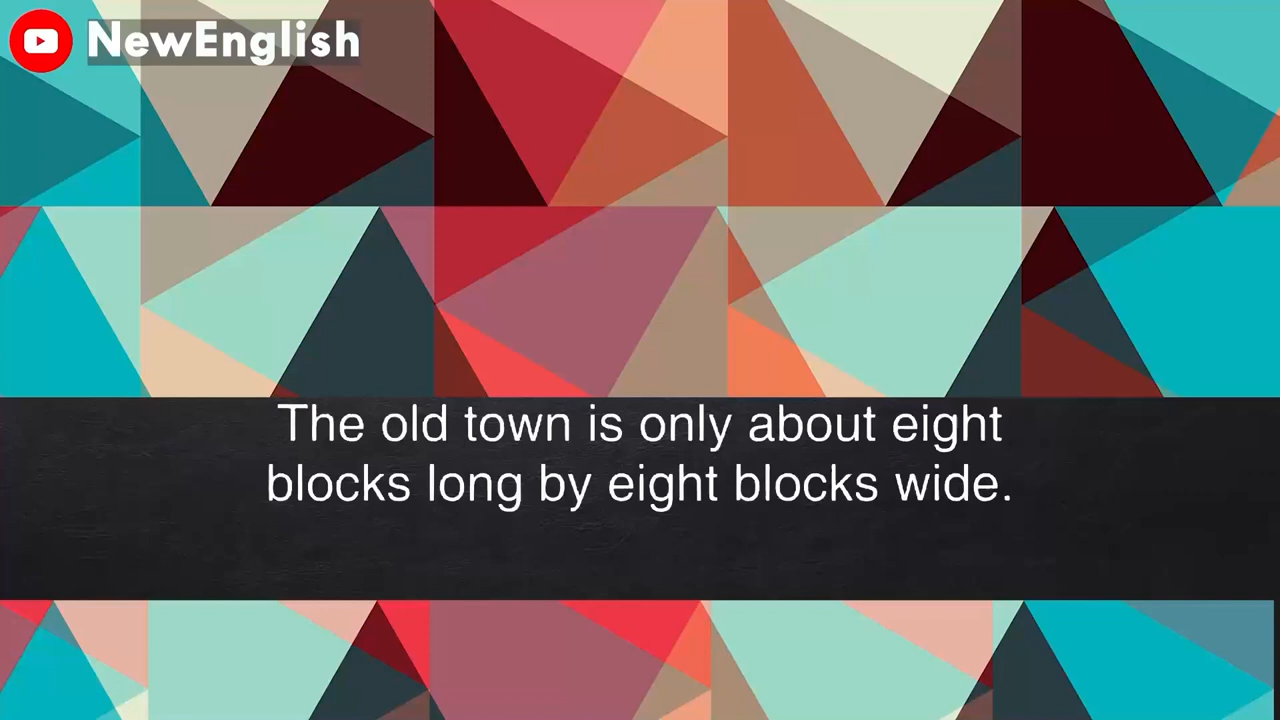 NewEnglish
The old town is only about eight
blocks long by eight blocks wide.